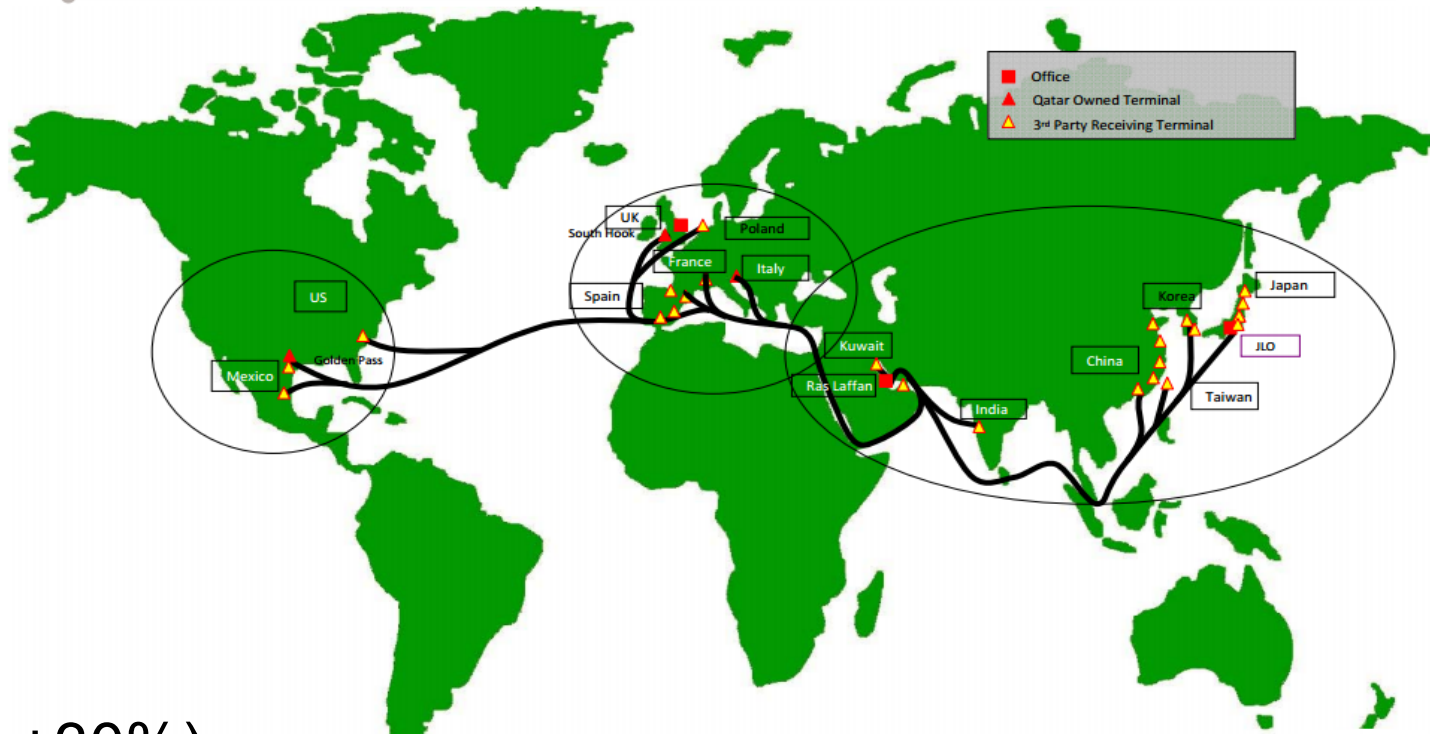 Office
Qatar Owned Terminal
3rd Party Receiving Terminal
UK
South Hook
Poland
France
Italy
Spain
US
Golden Pass
Mexico
Kuwait
Ras Laffan
India
China
Korea
Japan
JLO
Taiwan